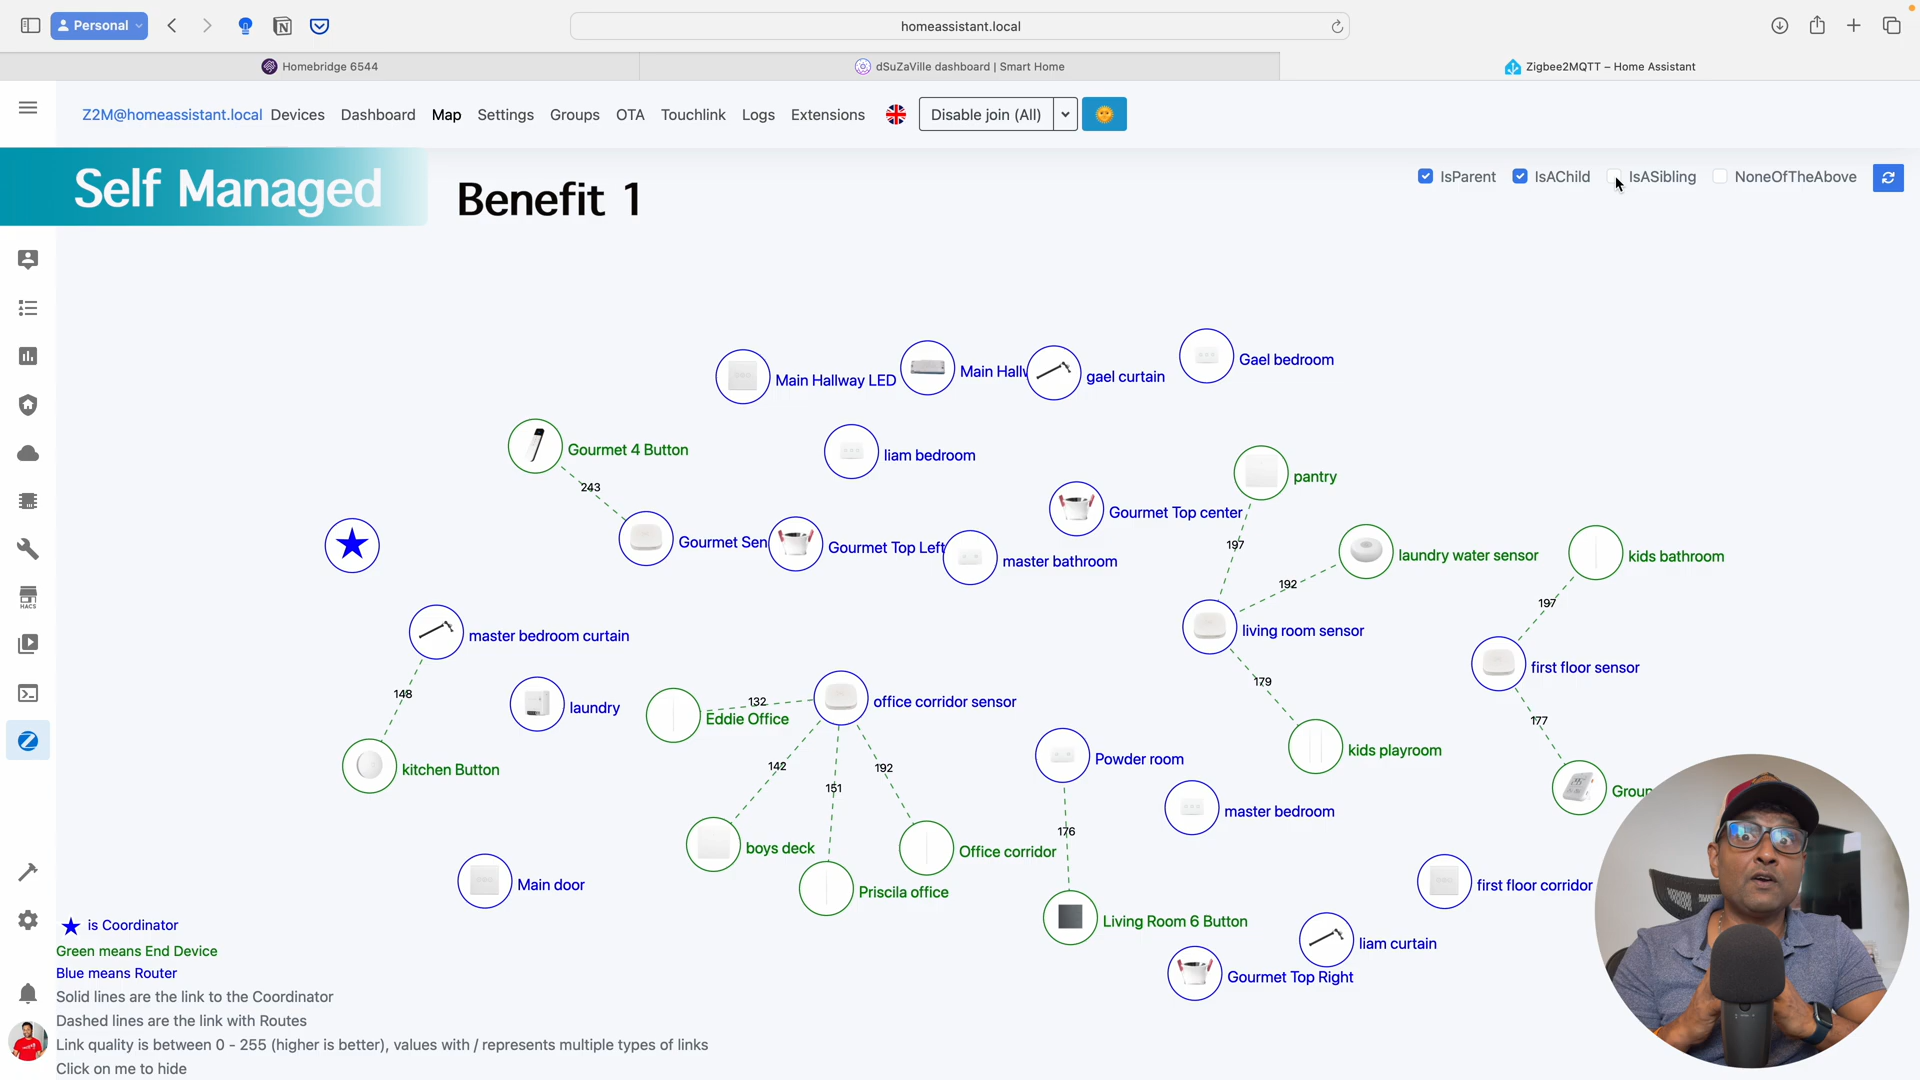 Personal
homeassistant.local
Homebridge 6544
dSuZaVille dashboard | Smart Home
Zigbee2MQTT – Home Assistant
Z2M@homeassistant.local Devices Dashboard Map Settings Groups OTA Touchlink Logs Extensions Disable join (All)
Self Managed Benefit 1
IsParent IsAChild IsASibling NoneOfTheAbove
Gael bedroom
Main Hallway LED
Main Hallw
gael curtain
Gourmet 4 Button
liam bedroom
pantry
243
Gourmet Top center
Gourmet Sen
Gourmet Top Left
master bathroom
197
laundry water sensor
kids bathroom
192
197
HACS
master bedroom curtain
living room sensor
first floor sensor
148
179
177
laundry
132
Eddie Office
office corridor sensor
kids playroom
kitchen Button
142
151
192
Powder room
Groun
master bedroom
176
boys deck
Office corridor
Main door
Priscila office
first floor corridor
Living Room 6 Button
liam curtain
Gourmet Top Right
is Coordinator
Green means End Device
Blue means Router
Solid lines are the link to the Coordinator
Dashed lines are the link with Routes
Link quality is between 0 - 255 (higher is better), values with / represents multiple types of links
Click on me to hide